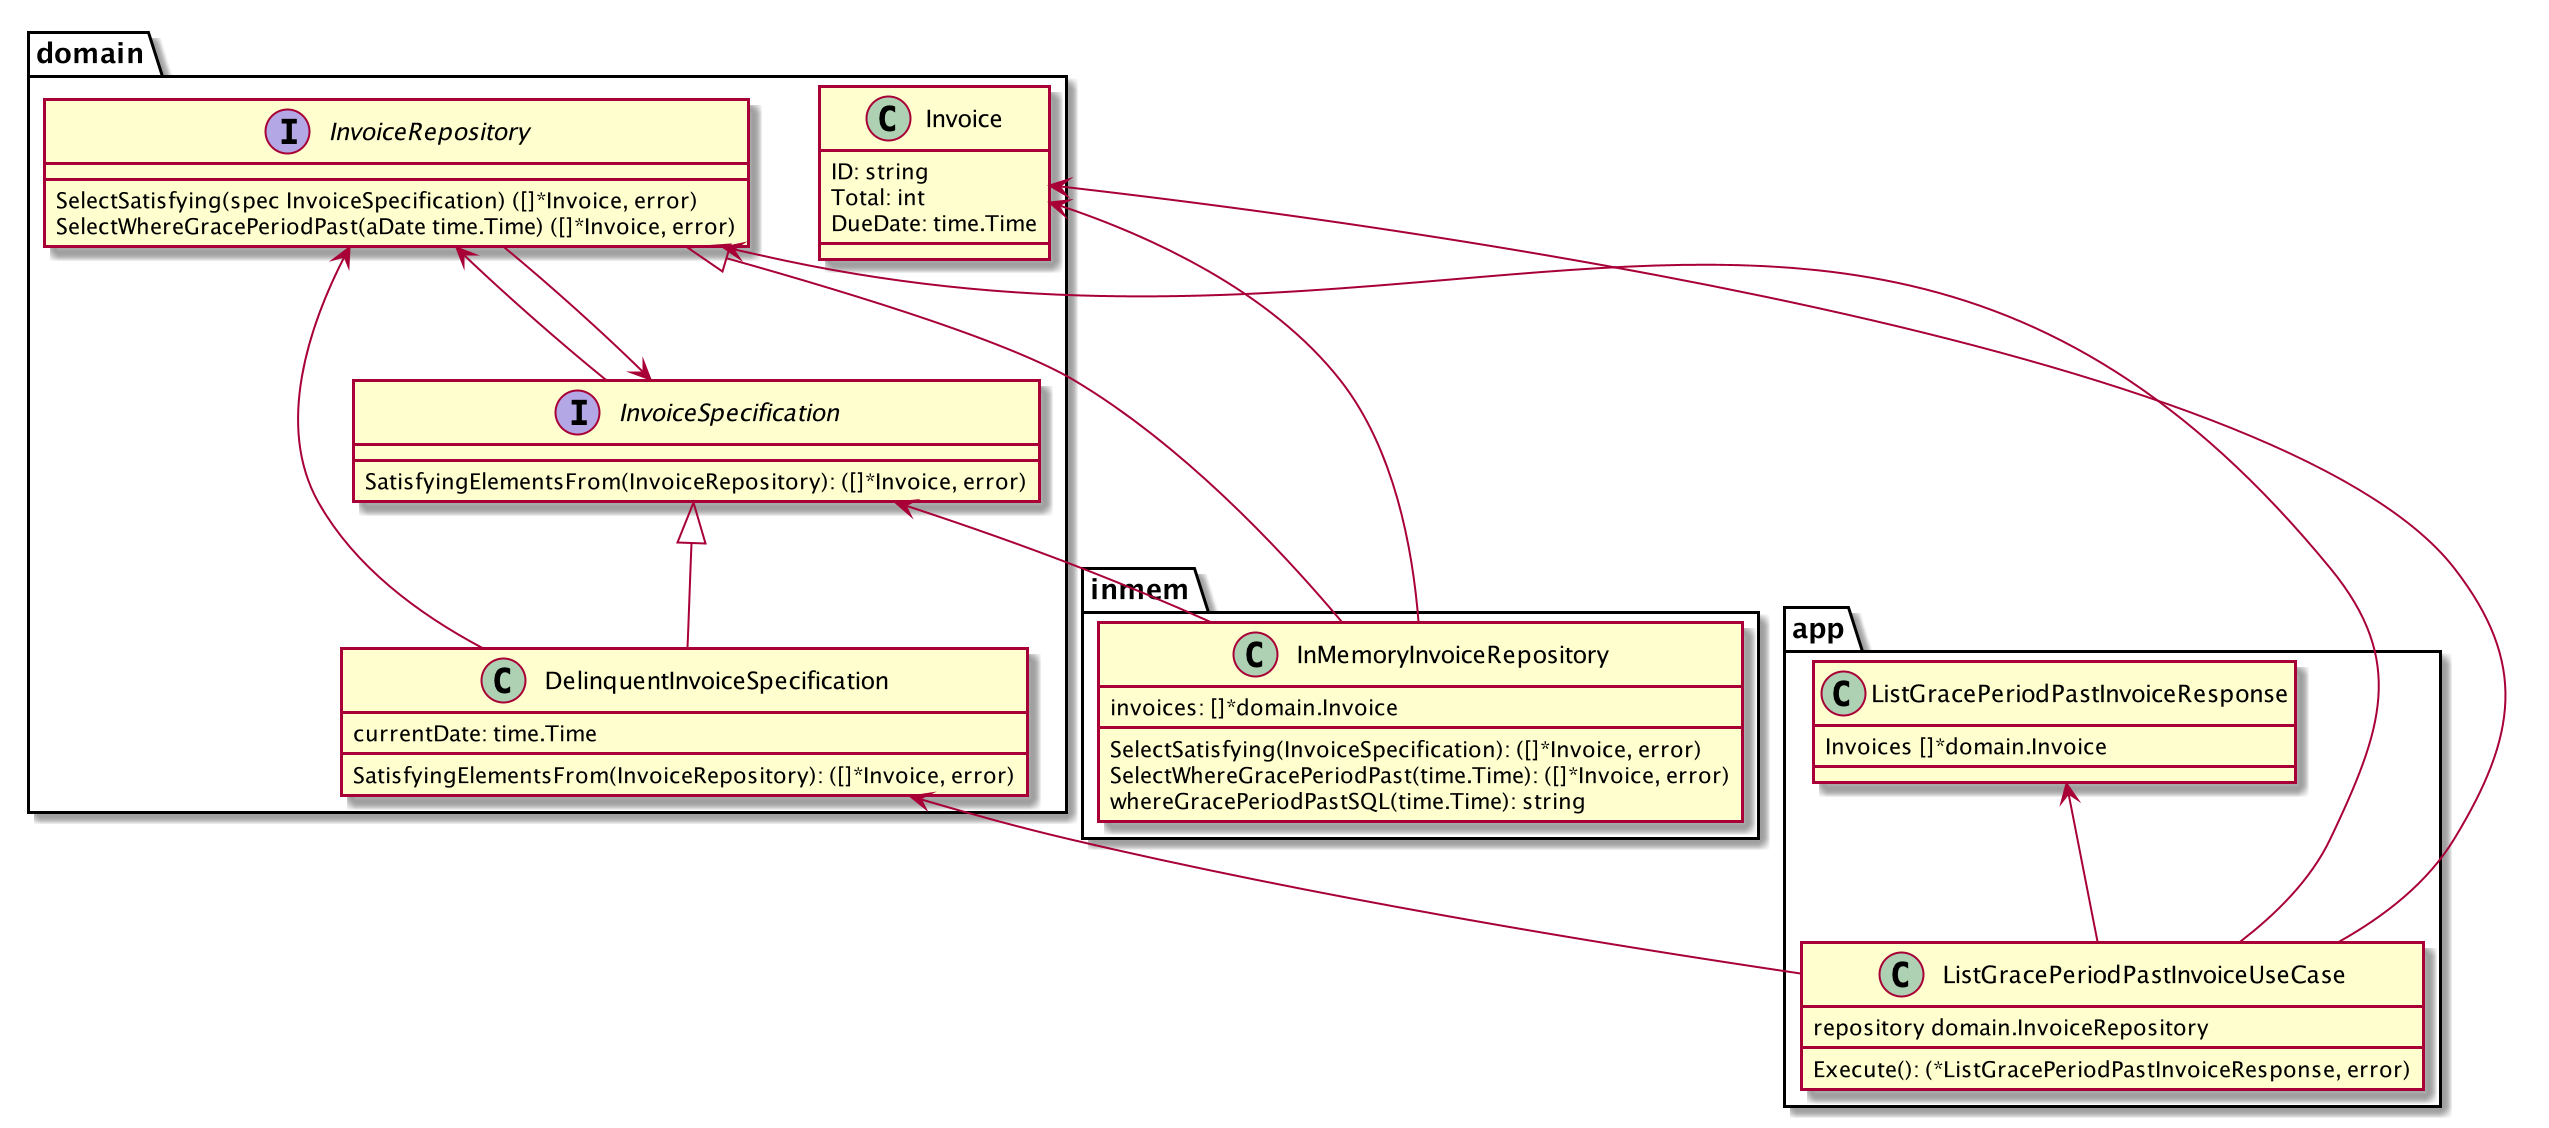 domain
I InvoiceRepository
SelectSatisfying(spec InvoiceSpecification) ([]*Invoice, error)
SelectWhereGracePeriodPast(aDate time.Time) ([]*Invoice, error)
C Invoice
ID: string
Total: int
DueDate: time.Time
I InvoiceSpecification
SatisfyingElementsFrom(InvoiceRepository): ([]*Invoice, error)
C DelinquentInvoiceSpecification
currentDate: time.Time
SatisfyingElementsFrom(InvoiceRepository): ([]*Invoice, error)
inmem
C InMemoryInvoiceRepository
invoices: []*domain.Invoice
SelectSatisfying(InvoiceSpecification): ([]*Invoice, error)
SelectWhereGracePeriodPast(time.Time): ([]*Invoice, error)
whereGracePeriodPastSQL(time.Time): string
app
C ListGracePeriodPastInvoiceResponse
Invoices []*domain.Invoice
C ListGracePeriodPastInvoiceUseCase
repository domain.InvoiceRepository
Execute(): (*ListGracePeriodPastInvoiceResponse, error)